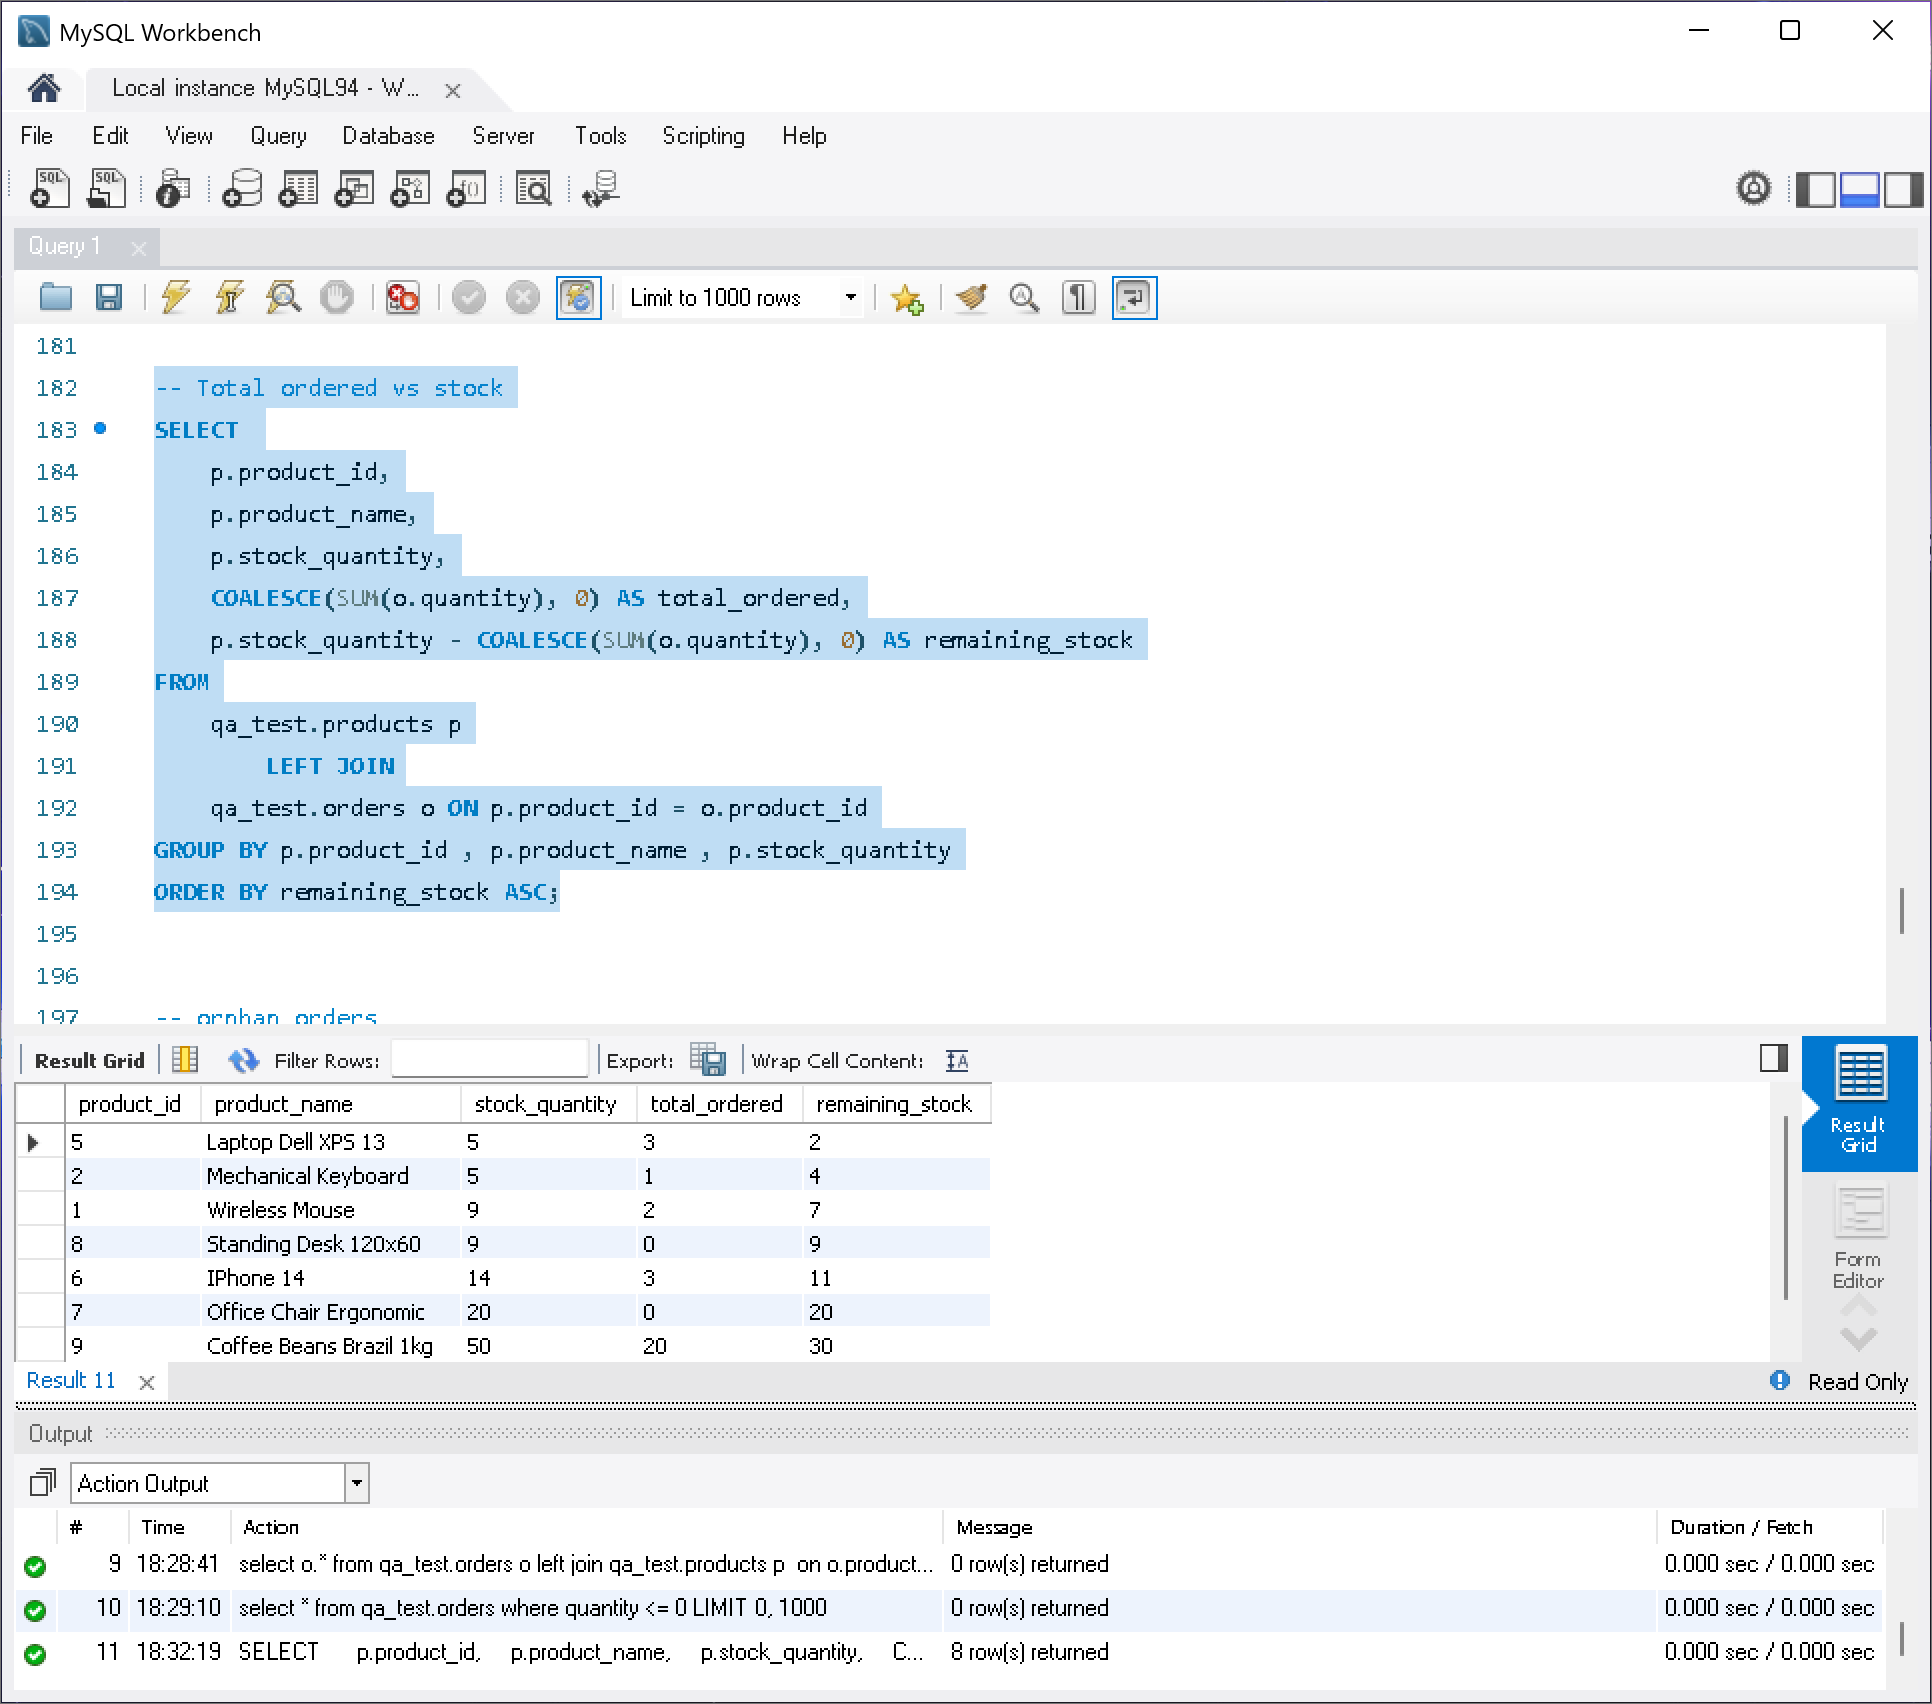 MySQL Workbench
Local instance MySQL94 - W...
File Edit View Query Database Server Tools Scripting Help
Query 1
Limit to 1000 rows
181
182 -- Total ordered vs stock
183 SELECT
184 p.product_id,
185 p.product_name,
186 p.stock_quantity,
187 COALESCE(SUM(o.quantity), 0) AS total_ordered,
188 p.stock_quantity - COALESCE(SUM(o.quantity), 0) AS remaining_stock
189 FROM
190 qa_test.products p
191 LEFT JOIN
192 qa_test.orders o ON p.product_id = o.product_id
193 GROUP BY p.product_id , p.product_name , p.stock_quantity
194 ORDER BY remaining_stock ASC;
195
196
197 -- orphan orders
Result Grid Filter Rows: Export: Wrap Cell Content:
product_id product_name stock_quantity total_ordered remaining_stock
5 Laptop Dell XPS 13 5 3 2
2 Mechanical Keyboard 5 1 4
1 Wireless Mouse 9 2 7
8 Standing Desk 120x60 9 0 9
6 IPhone 14 14 3 11
7 Office Chair Ergonomic 20 0 20
9 Coffee Beans Brazil 1kg 50 20 30
Result
Grid
Form
Editor
Result 11 Read Only
Output
Action Output
# Time Action Message Duration / Fetch
9 18:28:41 select o.* from qa_test.orders o left join qa_test.products p on o.product... 0 row(s) returned 0.000 sec / 0.000 sec
10 18:29:10 select * from qa_test.orders where quantity <= 0 LIMIT 0, 1000 0 row(s) returned 0.000 sec / 0.000 sec
11 18:32:19 SELECT p.product_id, p.product_name, p.stock_quantity, C... 8 row(s) returned 0.000 sec / 0.000 sec